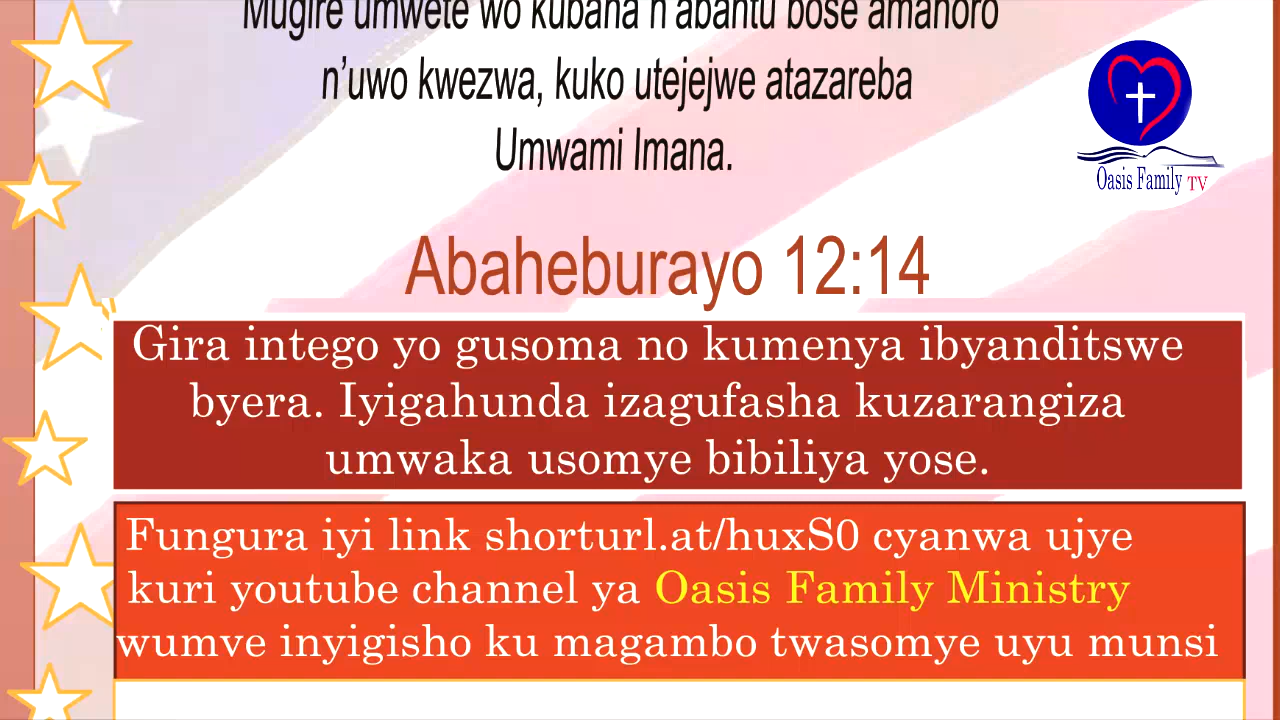 Mugire umwete wo kubana n'abantu bose amahoro
n’uwo kwezwa, kuko utejejwe atazareba
Umwami Imana.
Oasis Family TV
Abaheburayo 12:14
Gira intego yo gusoma no kumenya ibyanditswe
byera. Iyigahunda izagufasha kuzarangiza
umwaka usomye bibiliya yose.
Fungura iyi link shorturl.at/huxS0 cyanwa ujye
kuri youtube channel ya Oasis Family Ministry
wumve inyigisho ku magambo twasomye uyu munsi